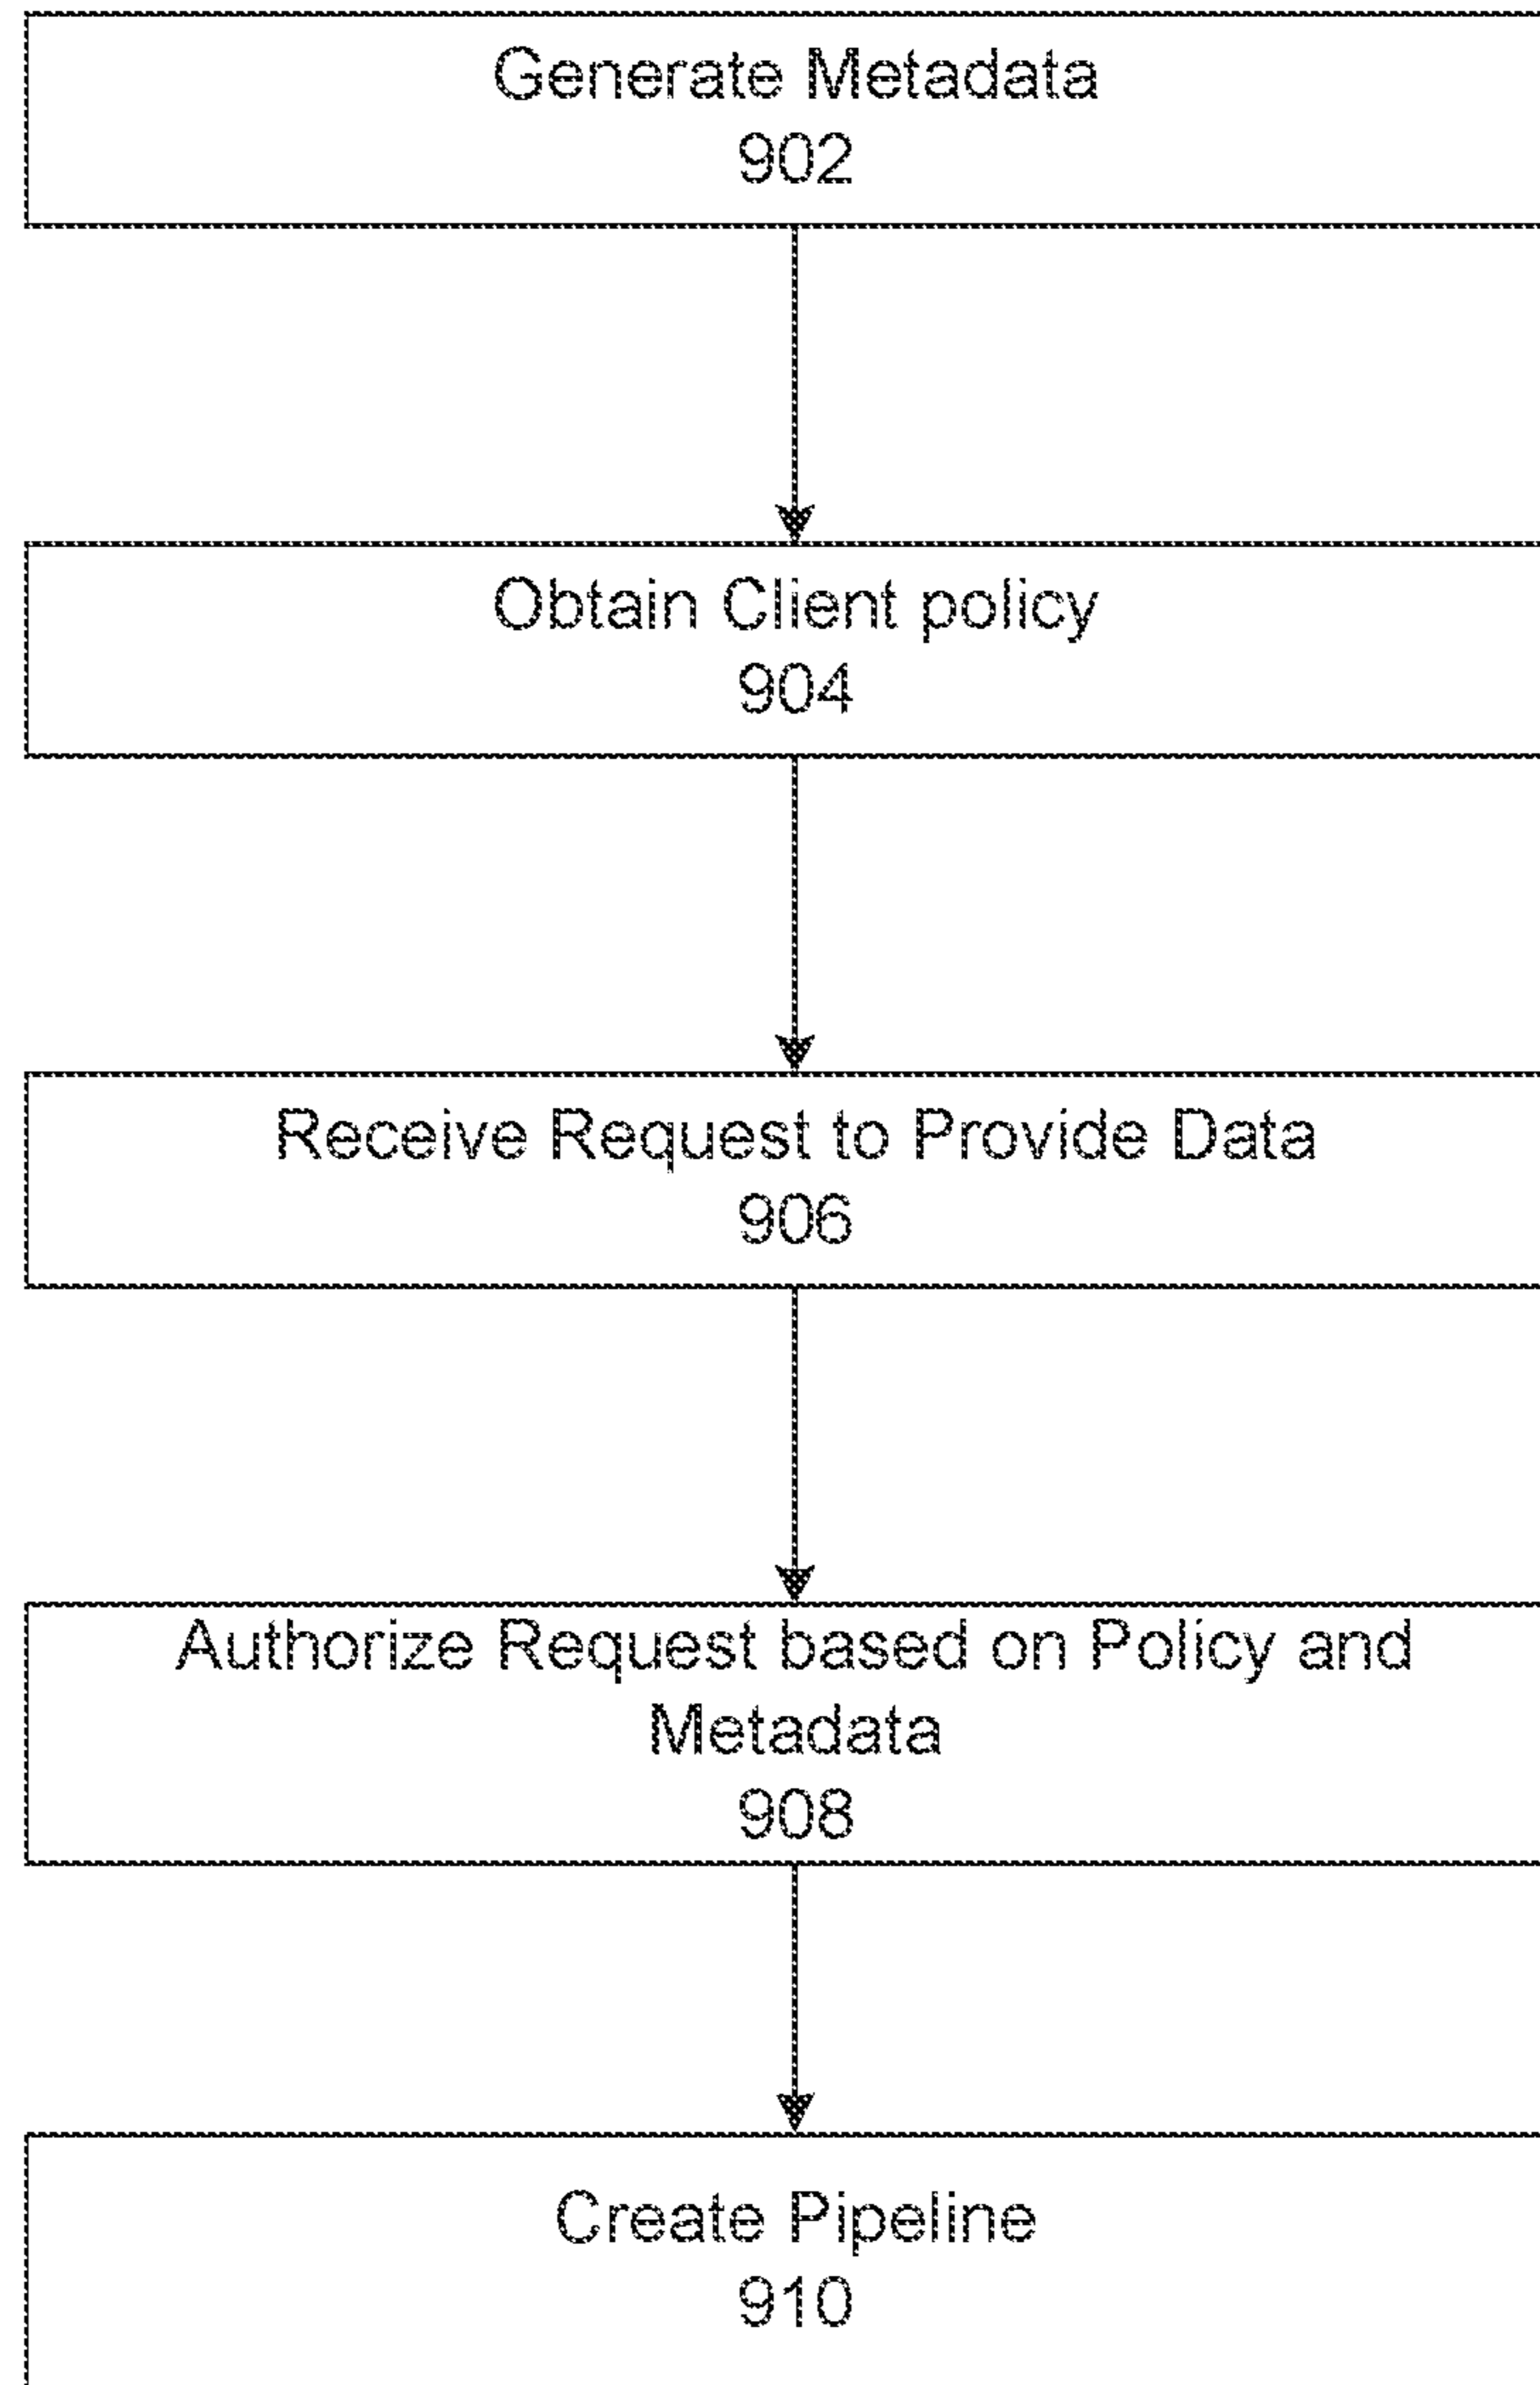 Generate Metadata
902
Obtain Client policy
904
Receive Request to Provide Data
906
Authorize Request based on Policy and
Metadata
908
Create Pipeline
910